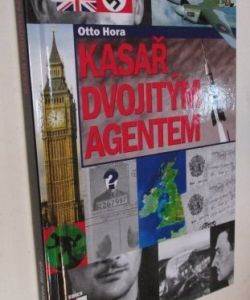 Otto Hora
KASAŘ
DVOJITÝM
AGENTEM
?